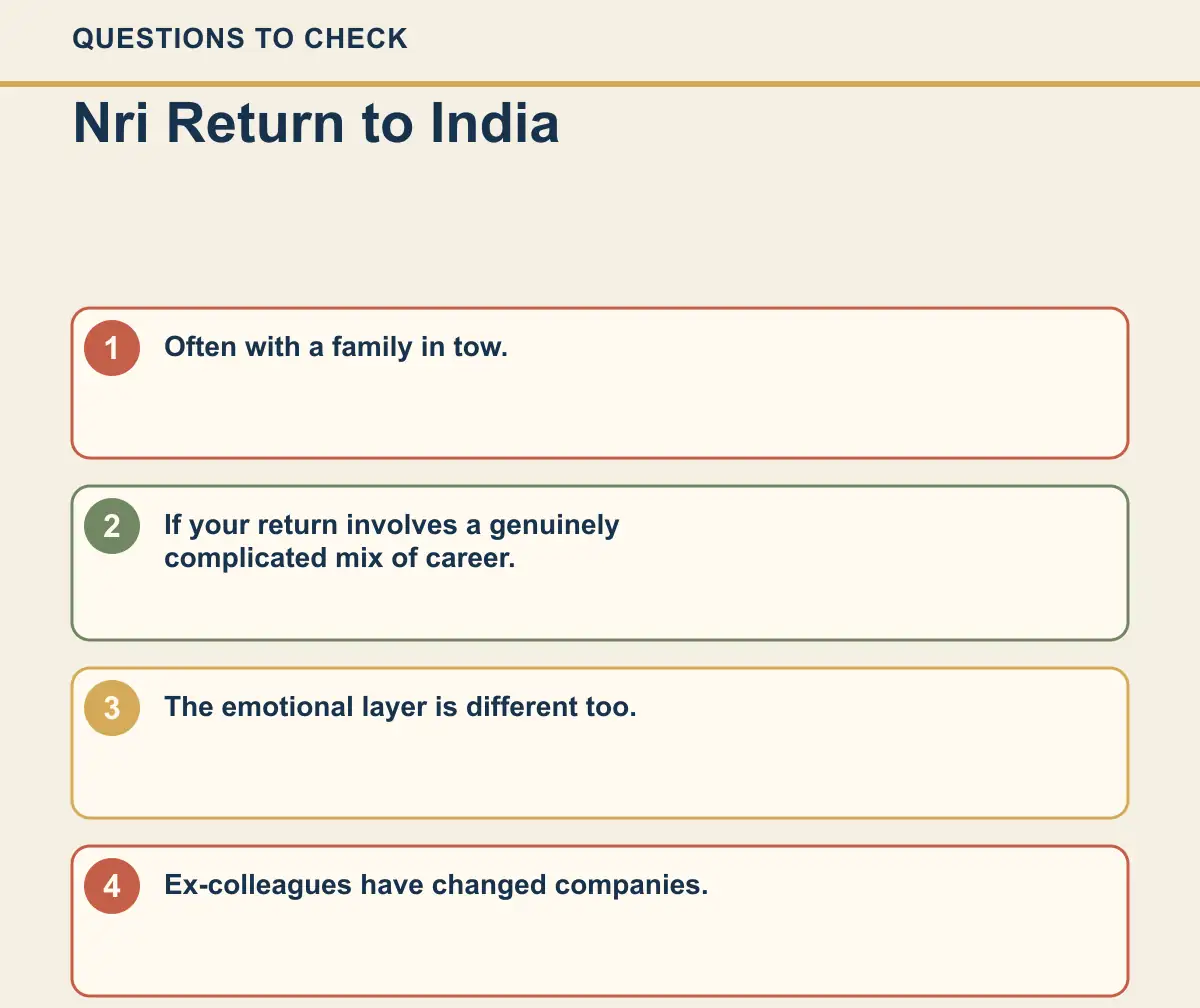 QUESTIONS TO CHECK
Nri Return to India
1
Often with a family in tow.
2
If your return involves a genuinely
complicated mix of career.
3
The emotional layer is different too.
4
Ex-colleagues have changed companies.